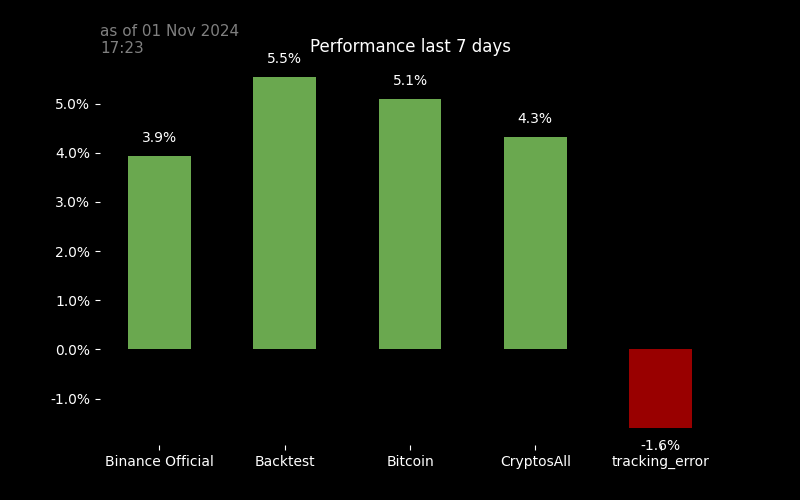 as of 01 Nov 2024
17:23
Performance last 7 days
5.5%
5.1%
4.3%
3.9%
5.0%
4.0%
3.0%
2.0%
1.0%
0.0%
-1.0%
-1.6%
Binance Official
Backtest
Bitcoin
CryptosAll
tracking_error